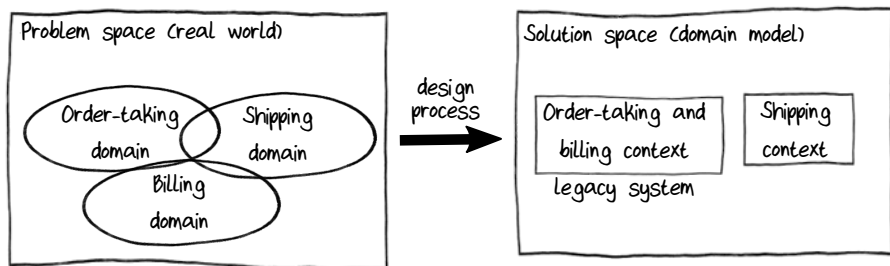 Problem space (real world)
Order-taking
domain
Shipping
domain
Billing
domain
design
process
Solution space (domain model)
Order-taking and
billing context
legacy system
Shipping
context